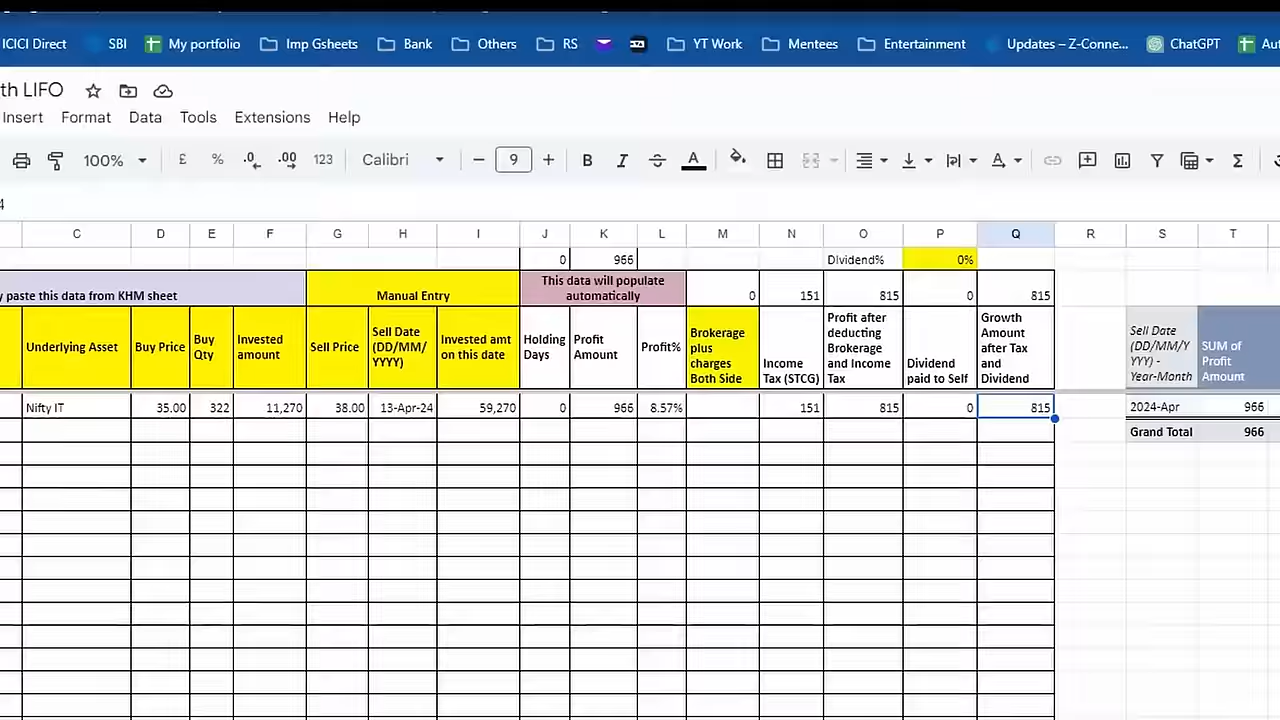 ICICI Direct SBI My portfolio Imp Gsheets Bank Others RS YT Work Mentees Entertainment Updates – Z-Conne... ChatGPT
th LIFO
Insert Format Data Tools Extensions Help
100% £ % .0 .00 123 Calibri − 9 + B I A Σ
4
C D E F G H I J K L M N O P Q R S T
0 966 Dividend% 0%
paste this data from KHM sheet
Manual Entry
This data will populate
automatically
0 151 815 0 815
Underlying Asset
Buy Price
Buy
Qty
Invested
amount
Sell Price
Sell Date
(DD/MM/
YYYY)
Invested amt
on this date
Holding
Days
Profit
Amount
Profit%
Brokerage
plus
charges
Both Side
Income
Tax (STCG)
Profit after
deducting
Brokerage
and Income
Tax
Dividend
paid to Self
Growth
Amount
after Tax
and
Dividend
Sell Date
(DD/MM/Y
YYY) -
Year-Month
SUM of
Profit
Amount
Nifty IT 35.00 322 11,270 38.00 13-Apr-24 59,270 0 966 8.57% 151 815 0 815
2024-Apr 966
Grand Total 966